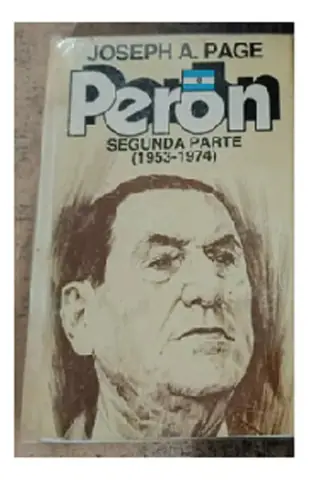 JOSEPH A. PAGE
Perón
SEGUNDA PARTE
(1953-1974)